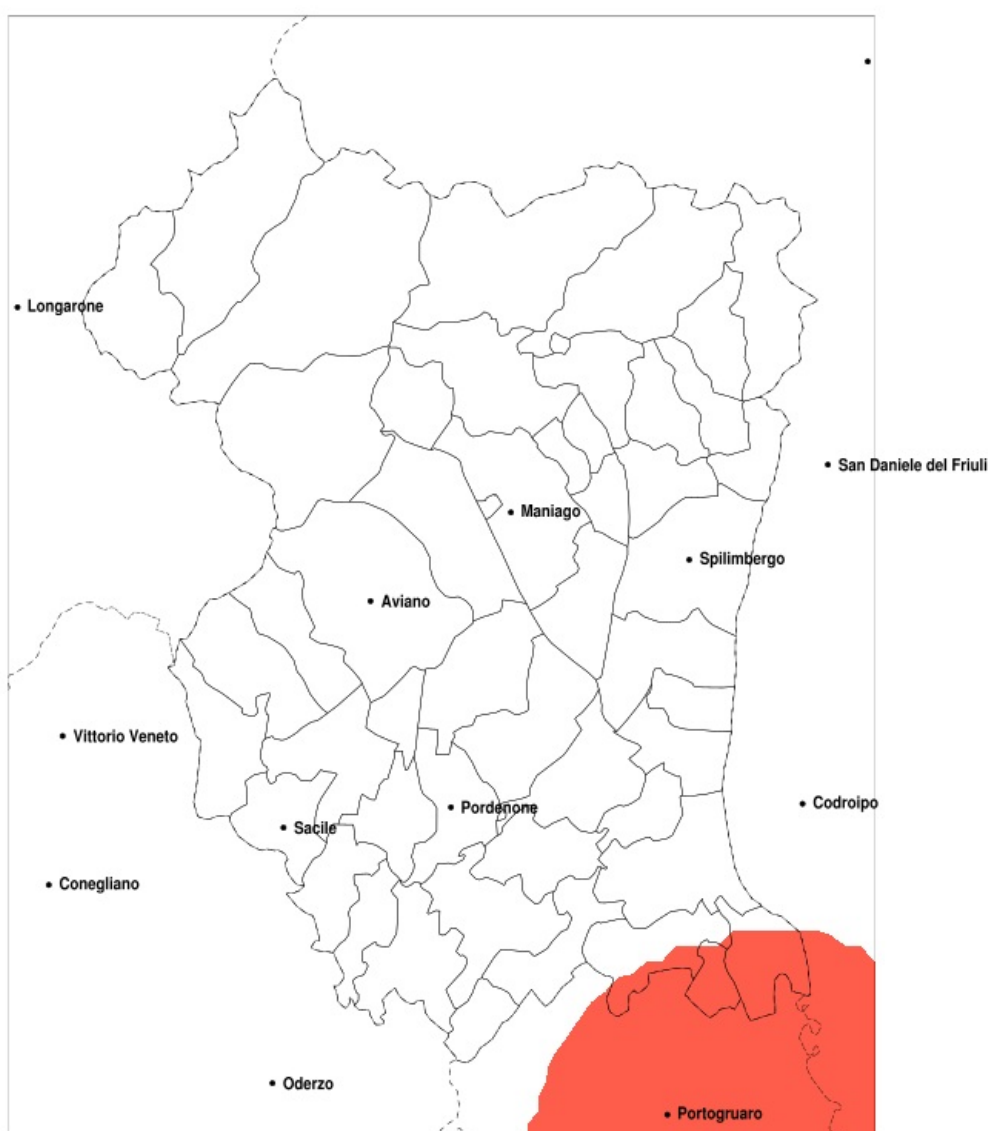 Longarone
San Daniele del Friuli
Maniago
Spilimbergo
Aviano
Vittorio Veneto
Codroipo
Pordenone
Sacile
Conegliano
Oderzo
Portogruaro